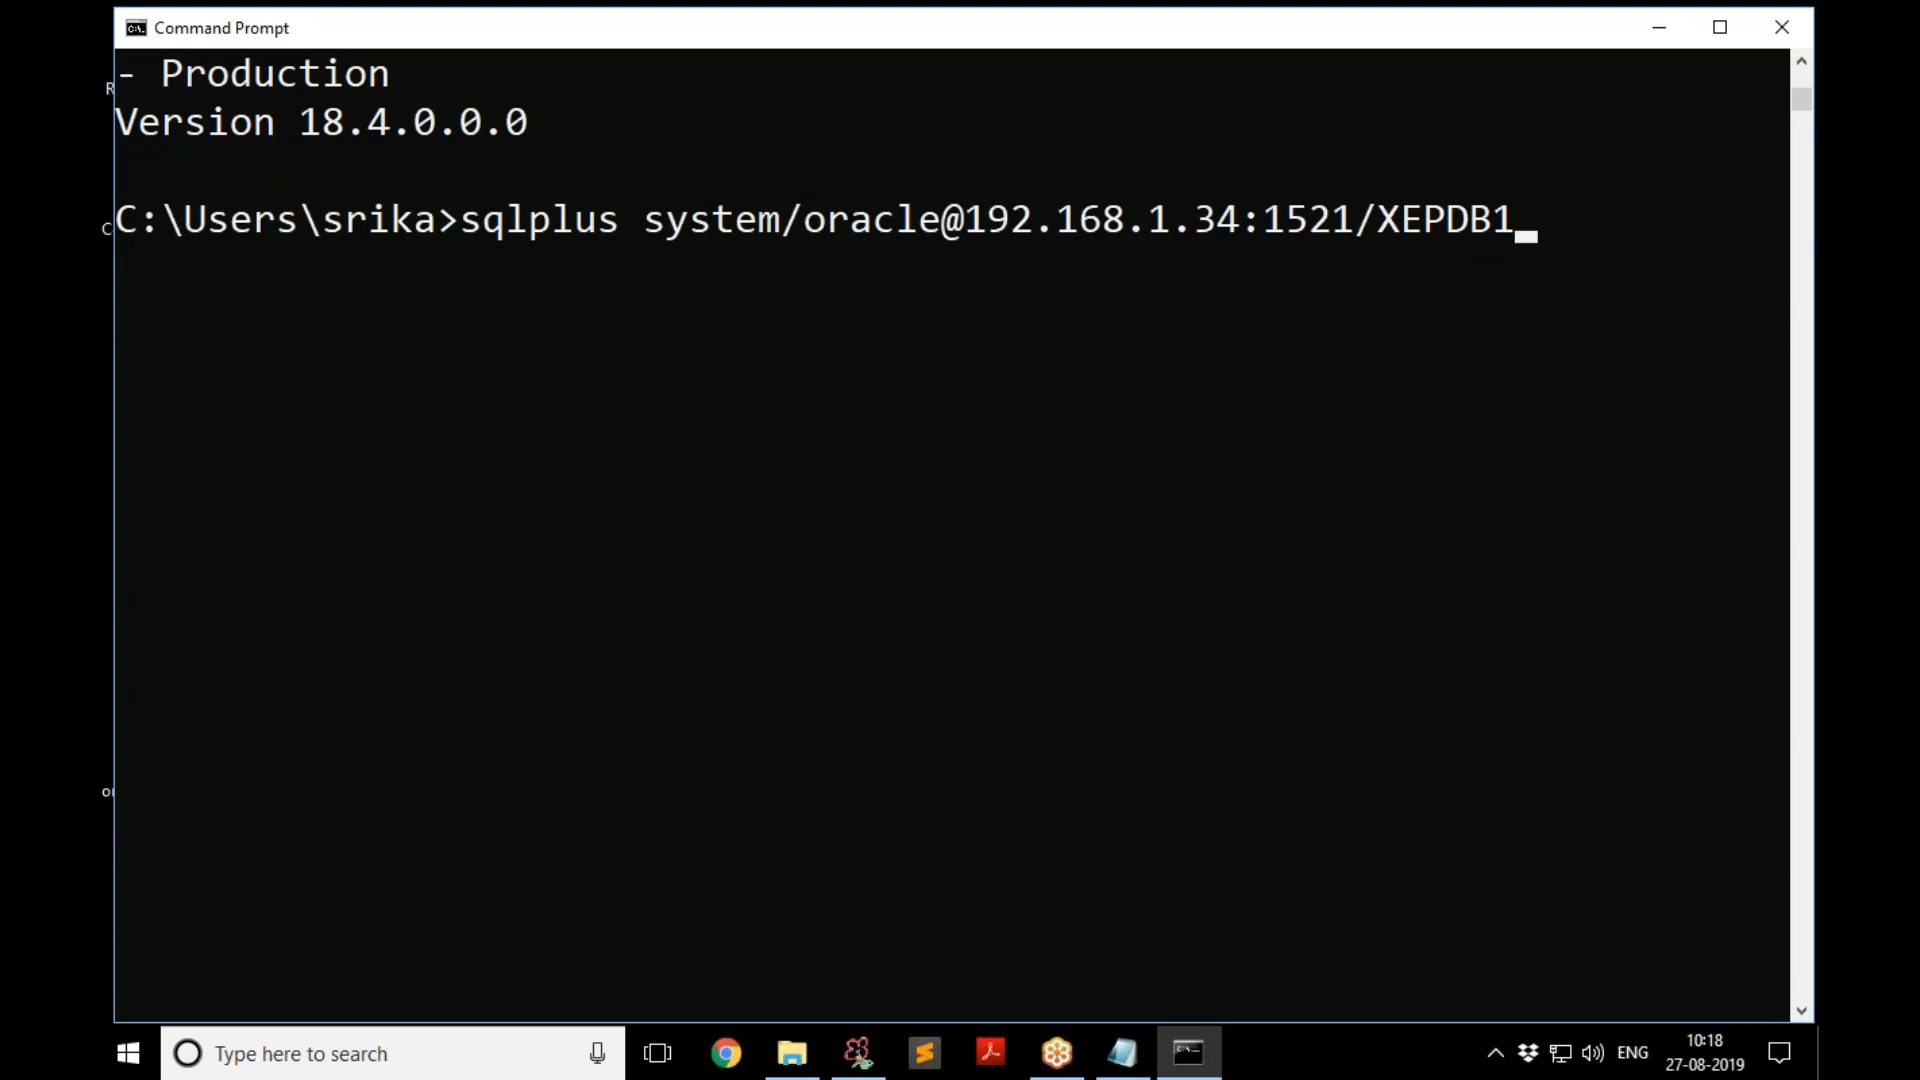 Command Prompt
- Production
Version 18.4.0.0.0
C:\Users\srika>sqlplus system/oracle@192.168.1.34:1521/XEPDB1
R
C
or
Type here to search
ENG
10:18
27-08-2019